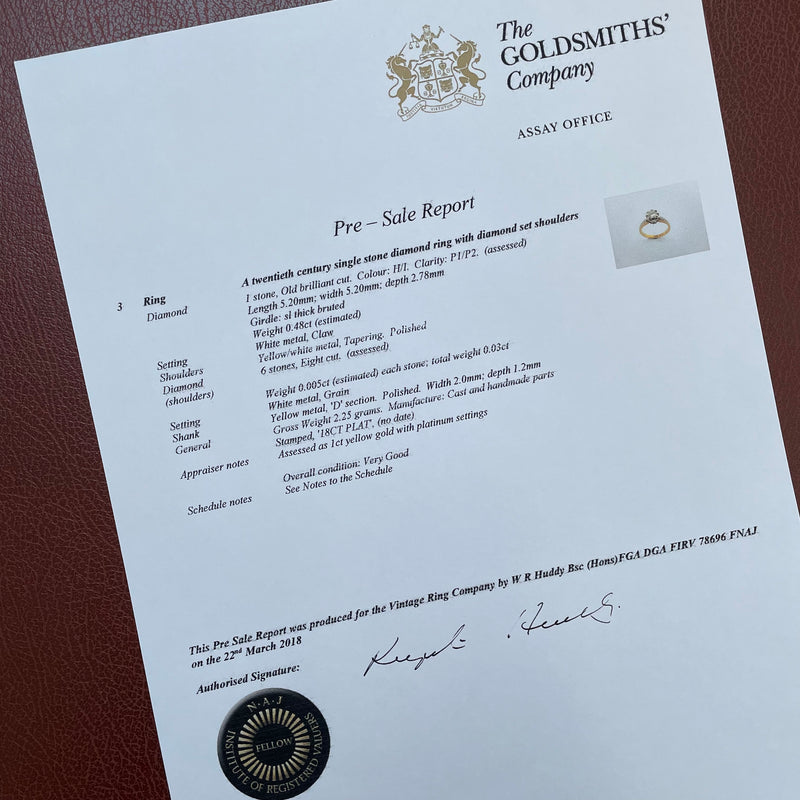 The
GOLDSMITHS'
Company
ASSAY OFFICE
Pre – Sale Report
3 Ring A twentieth century single stone diamond ring with diamond set shoulders
Diamond 1 stone, Old brilliant cut. Colour: H/I. Clarity: P1/P2. (assessed)
Length 5.20mm; width 5.20mm; depth 2.78mm
Girdle: sl thick bruted
Weight 0.48ct (estimated)
Setting White metal, Claw
Shoulders Yellow/white metal, Tapering. Polished
Diamond 6 stones, Eight cut. (assessed)
(shoulders)
Weight 0.005ct (estimated) each stone; total weight 0.03ct
Setting White metal, Grain
Shank Yellow metal, 'D' section. Polished. Width 2.0mm; depth 1.2mm
General Gross Weight 2.25 grams. Manufacture: Cast and handmade parts
Stamped, '18CT PLAT', (no date)
Appraiser notes Assessed as 1ct yellow gold with platinum settings
Overall condition: Very Good
Schedule notes See Notes to the Schedule
This Pre Sale Report was produced for the Vintage Ring Company by W R Huddy Bsc (Hons)FGA DGA FIRV 78696 FNAJ
on the 22nd March 2018
Authorised Signature:
N·A·J
FELLOW
INSTITUTE OF REGISTERED VALUERS